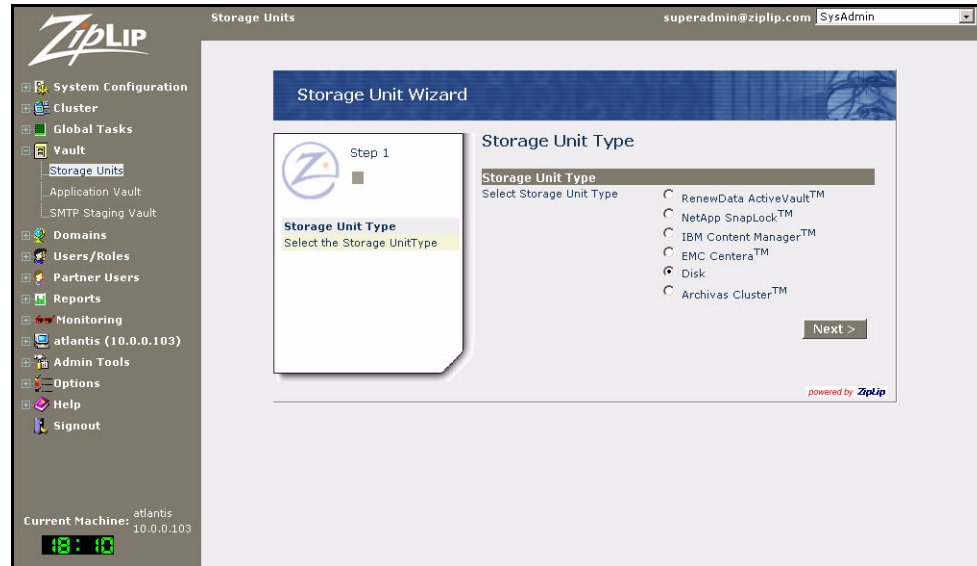 ZipLip
Storage Units
superadmin@ziplip.com SysAdmin
System Configuration
Cluster
Global Tasks
Vault
Storage Units
Application Vault
SMTP Staging Vault
Domains
Users/Roles
Partner Users
Reports
Monitoring
atlantis (10.0.0.103)
Admin Tools
Options
Help
Signout
Current Machine: atlantis
10.0.0.103
18:10
Storage Unit Wizard
Step 1
Storage Unit Type
Select the Storage UnitType
Storage Unit Type
Storage Unit Type
Select Storage Unit Type
RenewData ActiveVault™
NetApp SnapLock™
IBM Content Manager™
EMC Centera™
Disk
Archivas Cluster™
Next >
powered by ZipLip